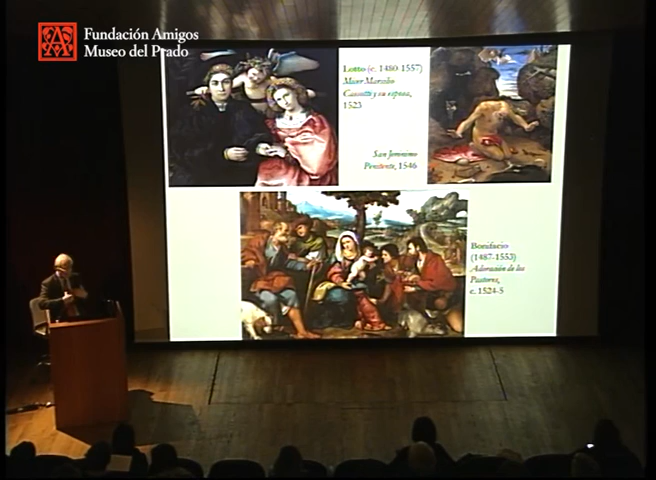 Fundación Amigos
Museo del Prado
Lotto (c. 1480-1557)
Micer Marsilio
Cassotti y su esposa,
1523
San Jerónimo
Penitente, 1546
Bonifacio
(1487-1553)
Adoración de los
Pastores,
c. 1524-5